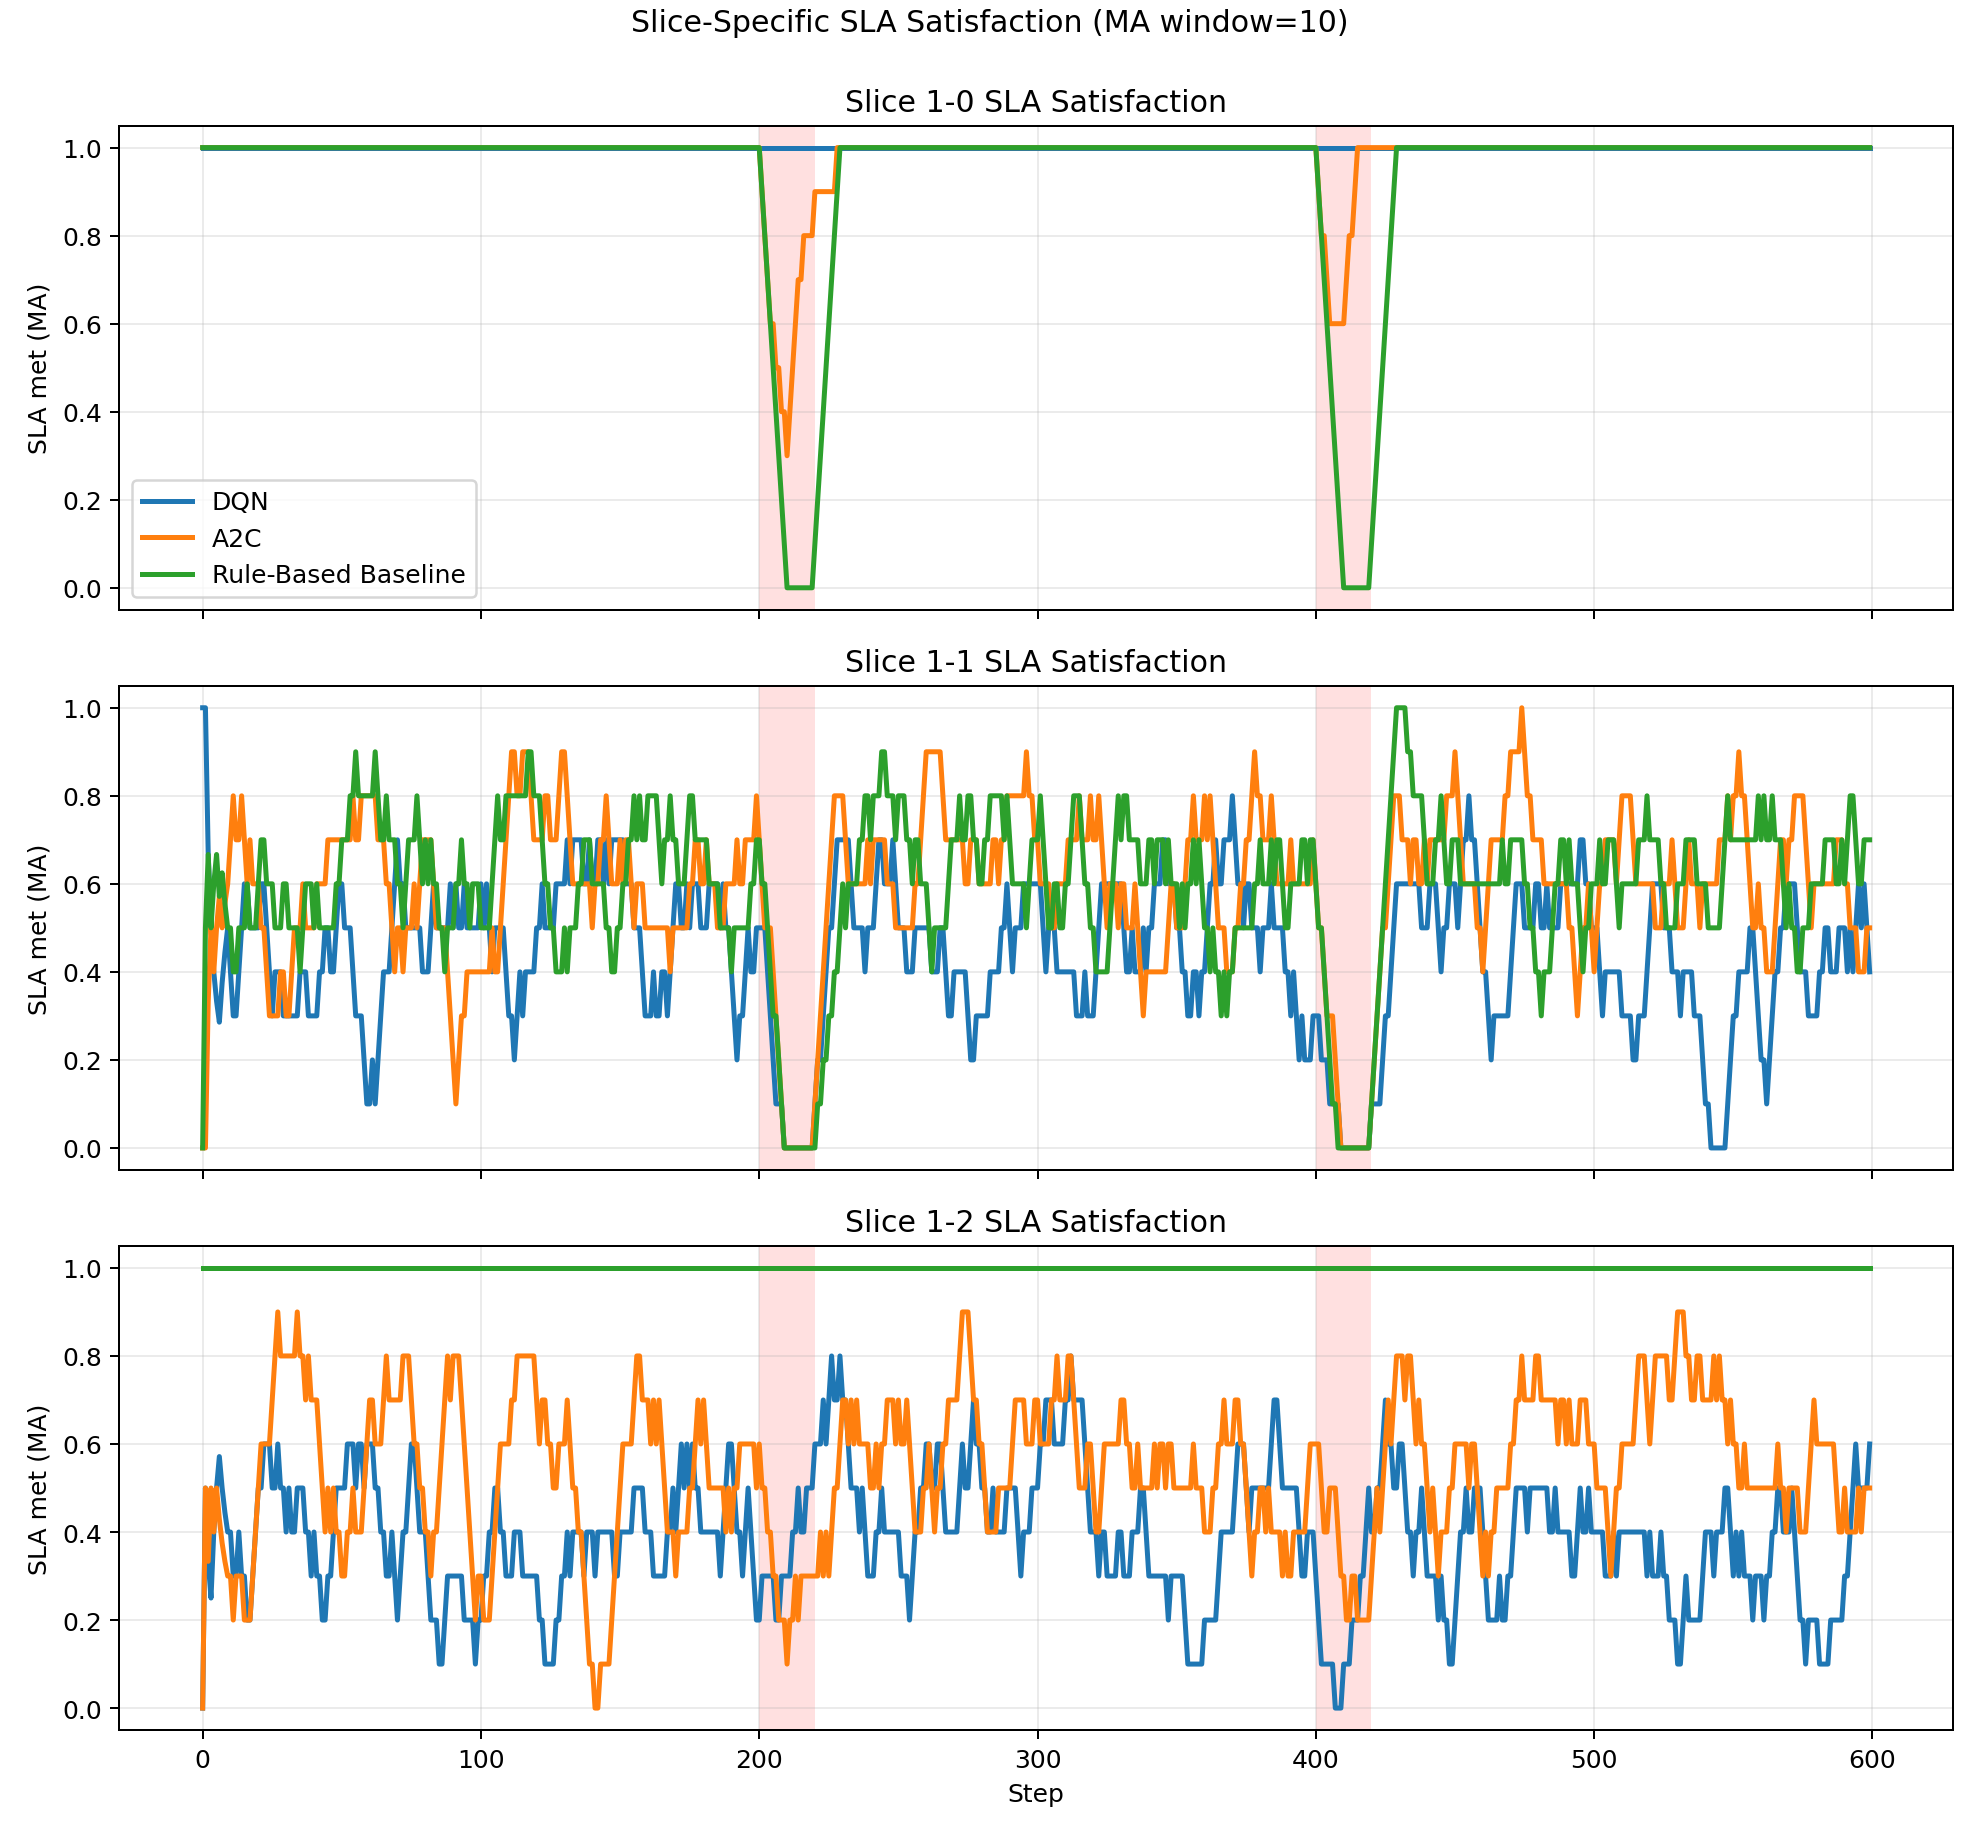 Slice-Specific SLA Satisfaction (MA window=10)
Slice 1-0 SLA Satisfaction
SLA met (MA)
1.0
0.8
0.6
0.4
0.2
0.0
DQN
A2C
Rule-Based Baseline
Slice 1-1 SLA Satisfaction
SLA met (MA)
1.0
0.8
0.6
0.4
0.2
0.0
Slice 1-2 SLA Satisfaction
SLA met (MA)
1.0
0.8
0.6
0.4
0.2
0.0
0 100 200 300 400 500 600
Step